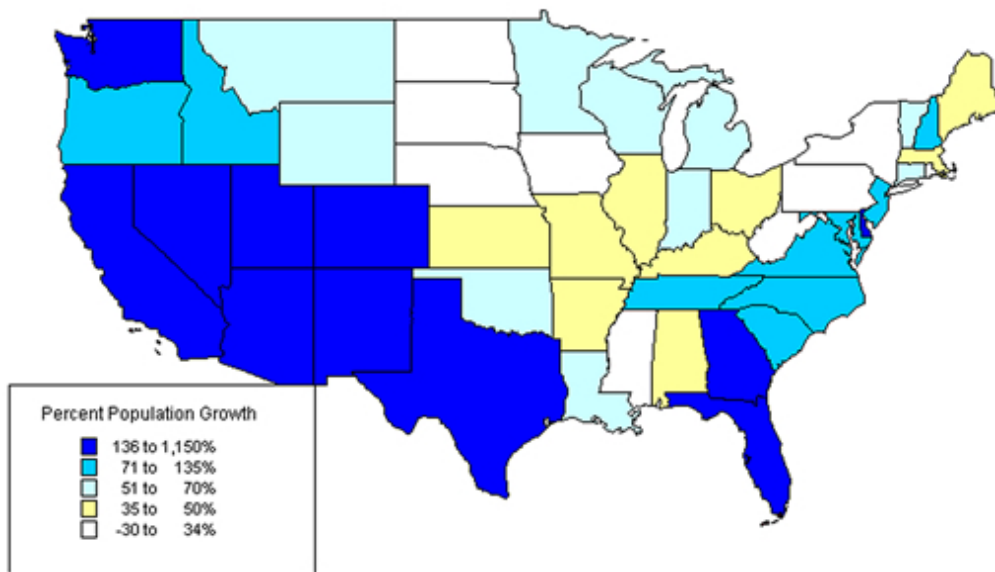 Percent Population Growth
136 to 1,150%
71 to 135%
51 to 70%
35 to 50%
-30 to 34%